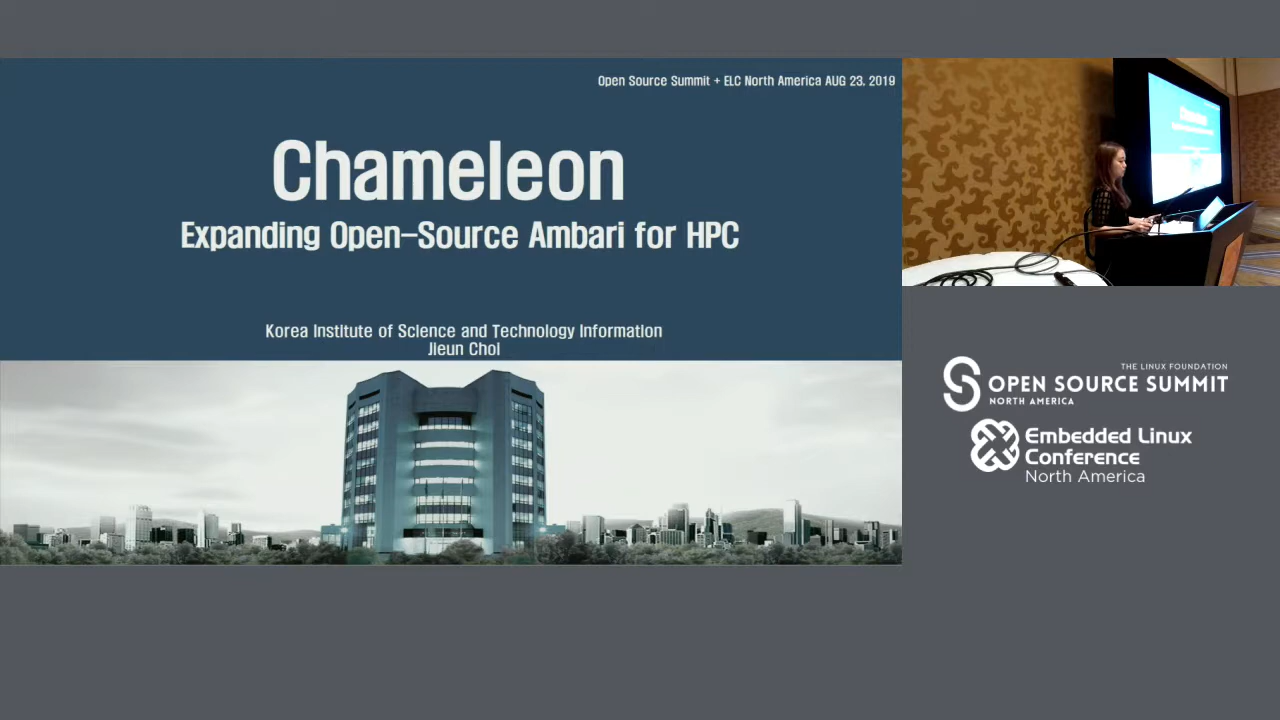 Open Source Summit + ELC North America AUG 23, 2019
Chameleon
Expanding Open-Source Ambari for HPC
Korea Institute of Science and Technology Information
Jieun Choi
THE LINUX FOUNDATION
OPEN SOURCE SUMMIT
NORTH AMERICA
Embedded Linux
Conference
North America